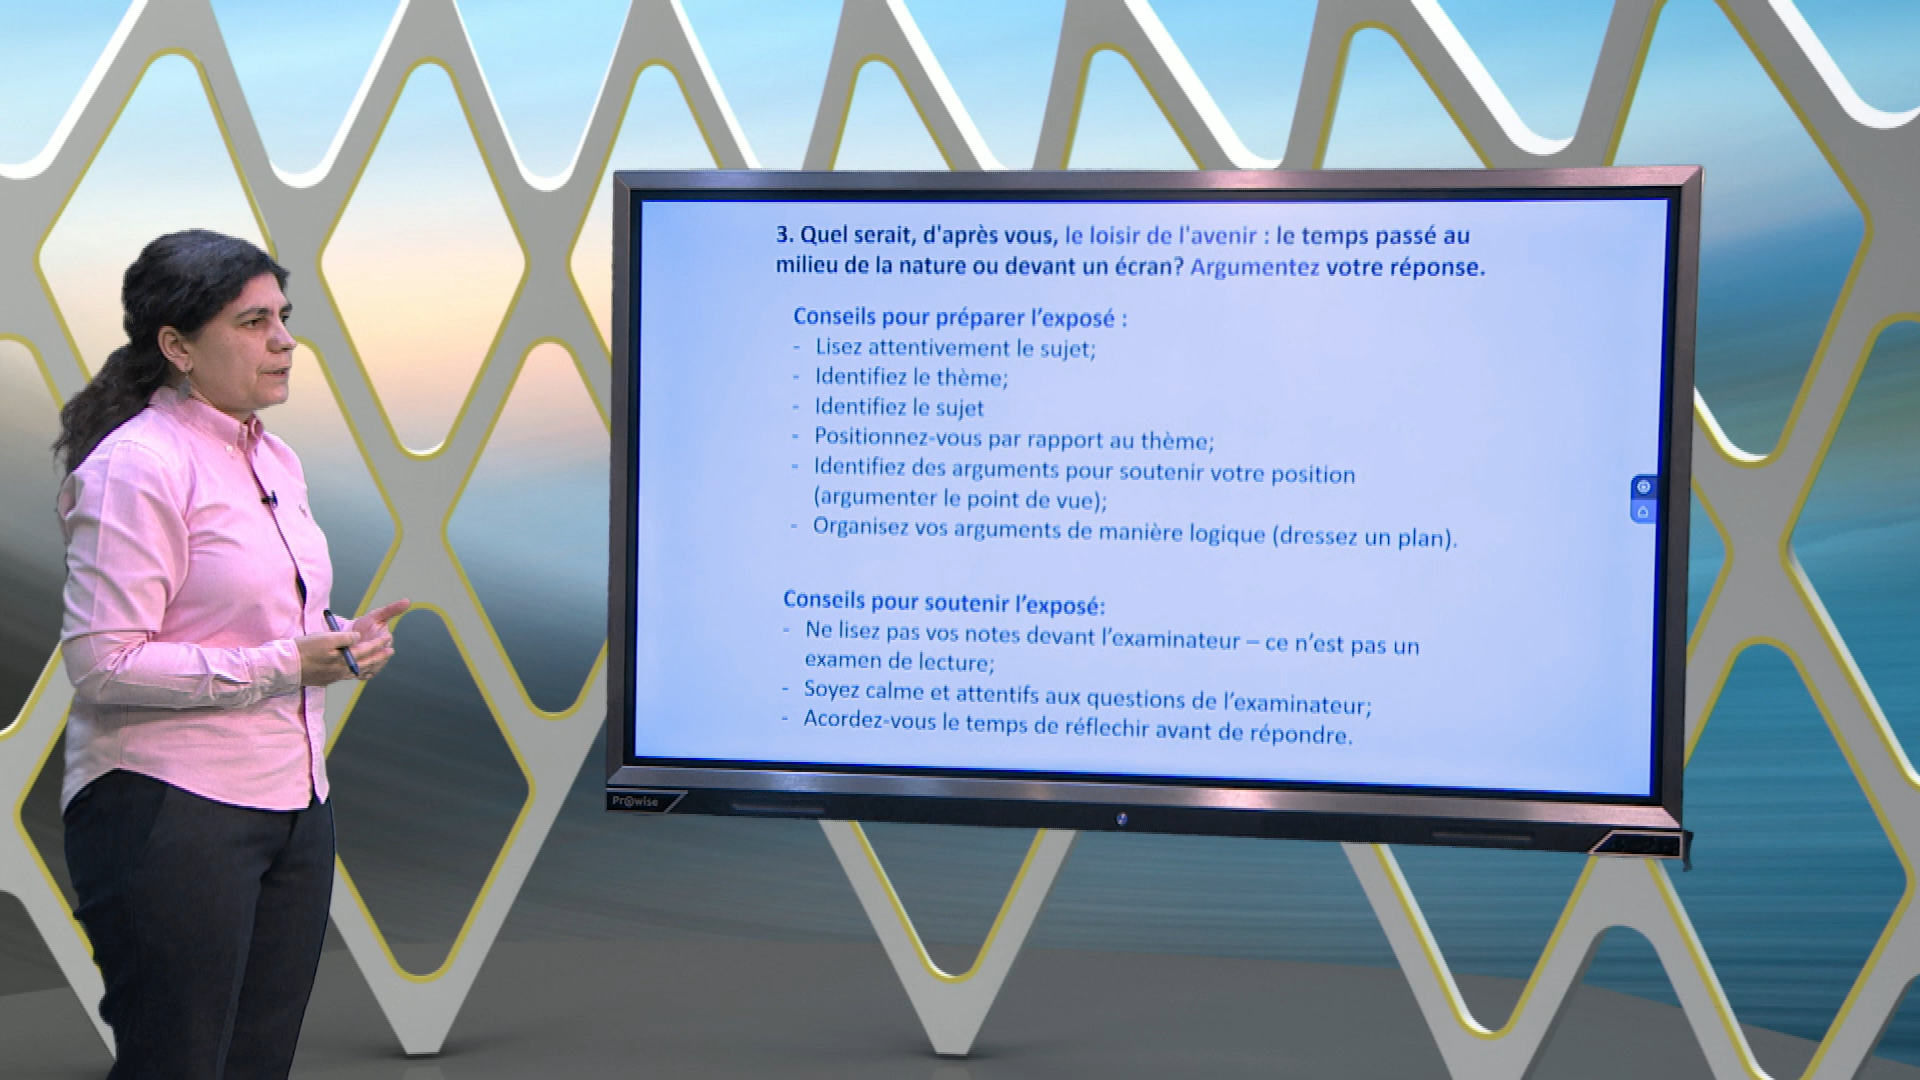 3. Quel serait, d'après vous, le loisir de l'avenir : le temps passé au
milieu de la nature ou devant un écran? Argumentez votre réponse.
Conseils pour préparer l'exposé :
- Lisez attentivement le sujet;
- Identifiez le thème;
- Identifiez le sujet
- Positionnez-vous par rapport au thème;
- Identifiez des arguments pour soutenir votre position
(argumenter le point de vue);
- Organisez vos arguments de manière logique (dressez un plan).
Conseils pour soutenir l'exposé:
- Ne lisez pas vos notes devant l'examinateur – ce n'est pas un
examen de lecture;
- Soyez calme et attentifs aux questions de l'examinateur;
- Acordez-vous le temps de réflechir avant de répondre.
Prowise